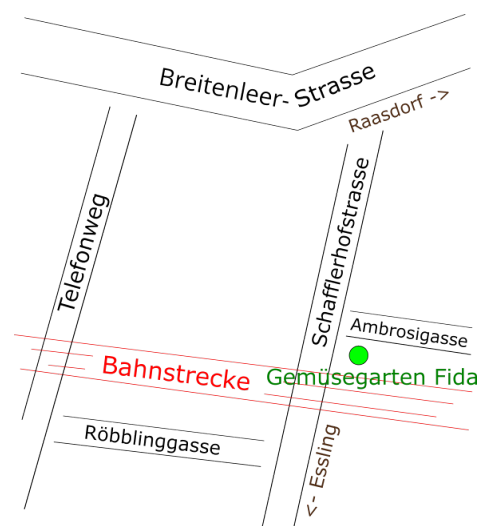 Breitenleer-Strasse
Raasdorf ->
Telefonweg
Schafflerhofstrasse
Ambrosigasse
Bahnstrecke
Gemüsegarten Fida
Röbblinggasse
<- Essling